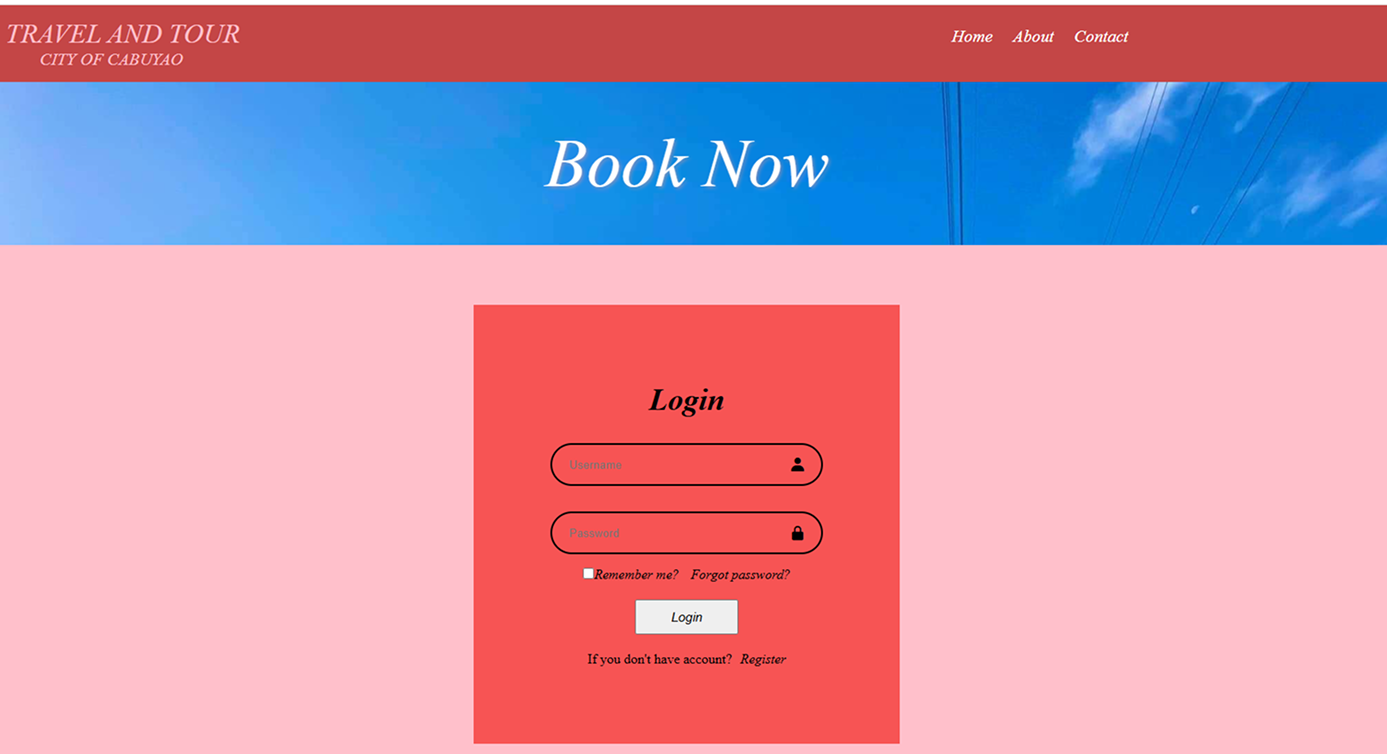 TRAVEL AND TOUR
CITY OF CABUYAO
Home About Contact
Book Now
Login
Username
Password
Remember me? Forgot password?
Login
If you don't have account? Register